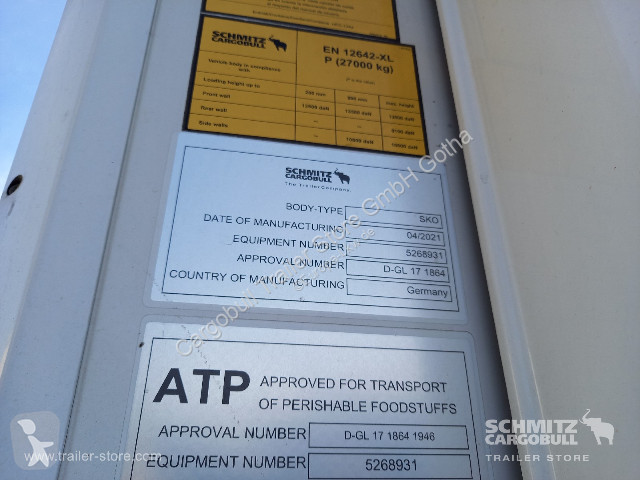 SCHMITZ
CARGOBULL
EN 12642-XL
P (27000 kg)
Vehicle body in compliance
with
Loading height up to
Front wall
Rear wall
Side walls
SCHMITZ
CARGOBULL
The Trailer Company.
BODY-TYPE SKO
DATE OF MANUFACTURING 04/2021
EQUIPMENT NUMBER 5268931
APPROVAL NUMBER D-GL 17 1864
COUNTRY OF MANUFACTURING Germany
Cargobull Trailer Store GmbH Gotha
ATP APPROVED FOR TRANSPORT
OF PERISHABLE FOODSTUFFS
APPROVAL NUMBER D-GL 17 1864 1946
EQUIPMENT NUMBER 5268931
www.trailer-store.com
SCHMITZ
CARGOBULL
TRAILER STORE